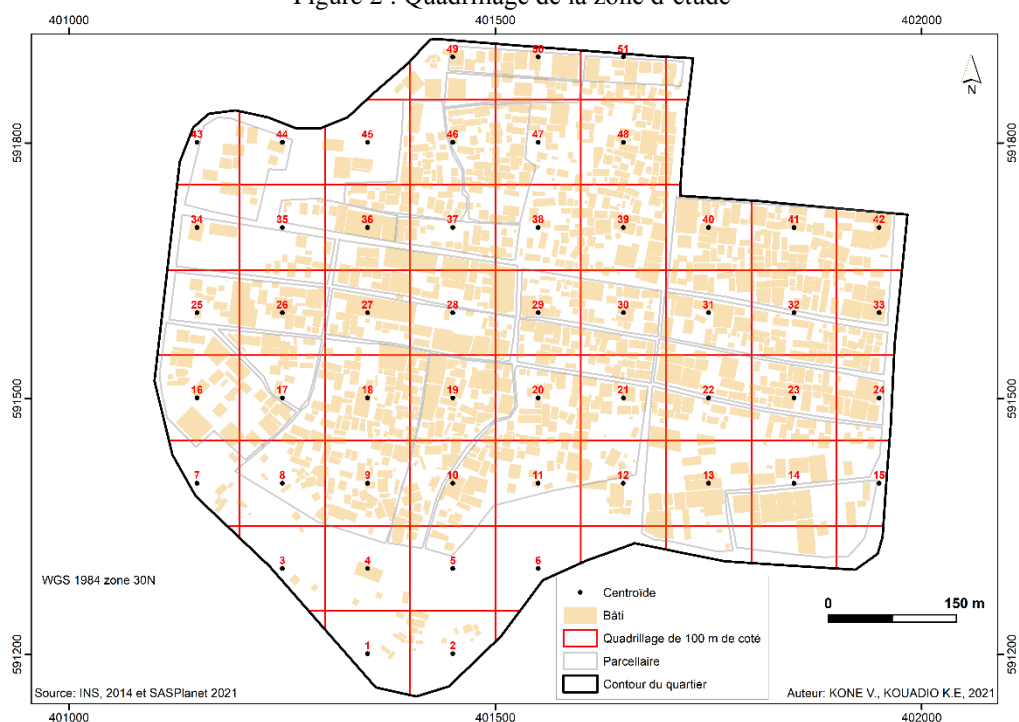 Figure 2 : Quadrillage de la zone d'étude
401000 401500 402000
49 50 51
N
591800 43 44 45 46 47 48 591800
34 35 36 37 38 39 40 41 42
25 26 27 28 29 30 31 32 33
591500 16 17 18 19 20 21 22 23 24 591500
7 8 9 10 11 12 13 14 15
3 4 5 6
WGS 1984 zone 30N
Centroïde
Bâti
Quadrillage de 100 m de coté
Parcellaire
Contour du quartier
0 150 m
591200 1 2 591200
Source: INS, 2014 et SASPlanet 2021
Auteur: KONE V., KOUADIO K.E, 2021
401000 401500 402000